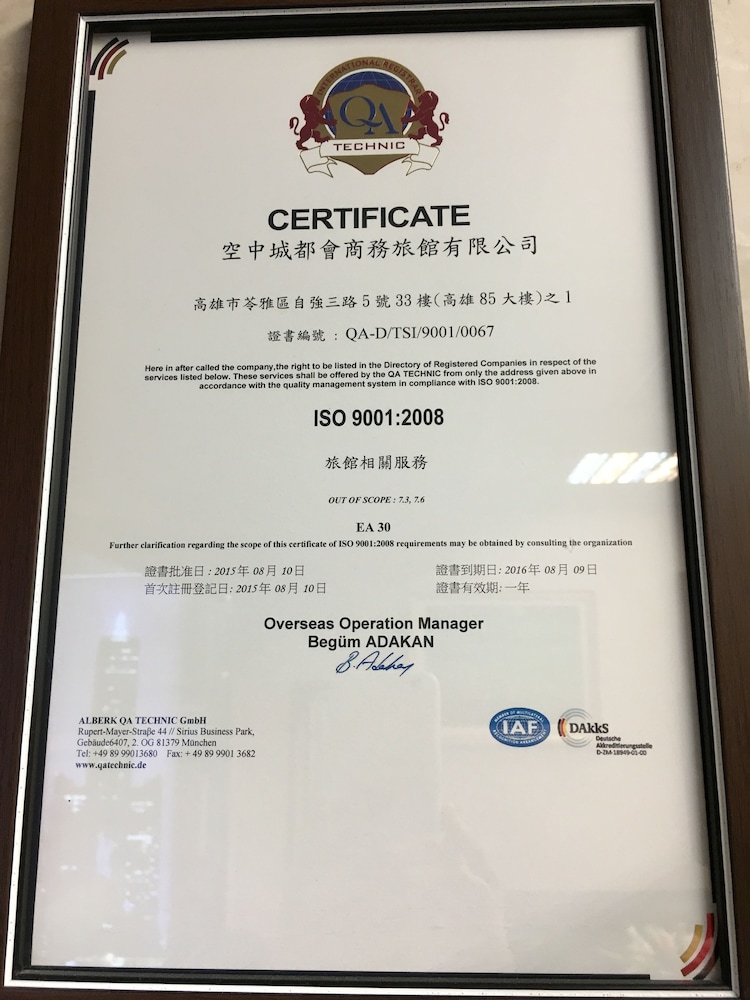 INTERNATIONAL REGISTRAR
QA
TECHNIC
CERTIFICATE
空中城都會商務旅館有限公司
高雄市苓雅區自強三路5號33樓(高雄85大樓)之1
證書編號 : QA-D/TSI/9001/0067
Here in after called the company,the right to be listed in the Directory of Registered Companies in respect of the
services listed below. These services shall be offered by the QA TECHNIC from only the address given above in
accordance with the quality management system in compliance with ISO 9001:2008.
ISO 9001:2008
旅館相關服務
OUT OF SCOPE : 7.3, 7.6
EA 30
Further clarification regarding the scope of this certificate of ISO 9001:2008 requirements may be obtained by consulting the organization
證書批准日 : 2015年 08月 10日
證書到期日: 2016年 08月 09日
首次註冊登記日: 2015年 08月 10日
證書有效期: 一年
Overseas Operation Manager
Begüm ADAKAN
B. Adakan
ALBERK QA TECHNIC GmbH
Rupert-Mayer-Straβe 44 // Sirius Business Park,
Gebäude6407, 2. OG 81379 München
Tel: +49 89 99013680 Fax: + 49 89 9901 3682
www.qatechnic.de
MEMBER OF MULTILATERAL
IAF
RECOGNITION ARRANGEMENT
DAkkS
Deutsche
Akkreditierungsstelle
D-ZM-18949-01-00